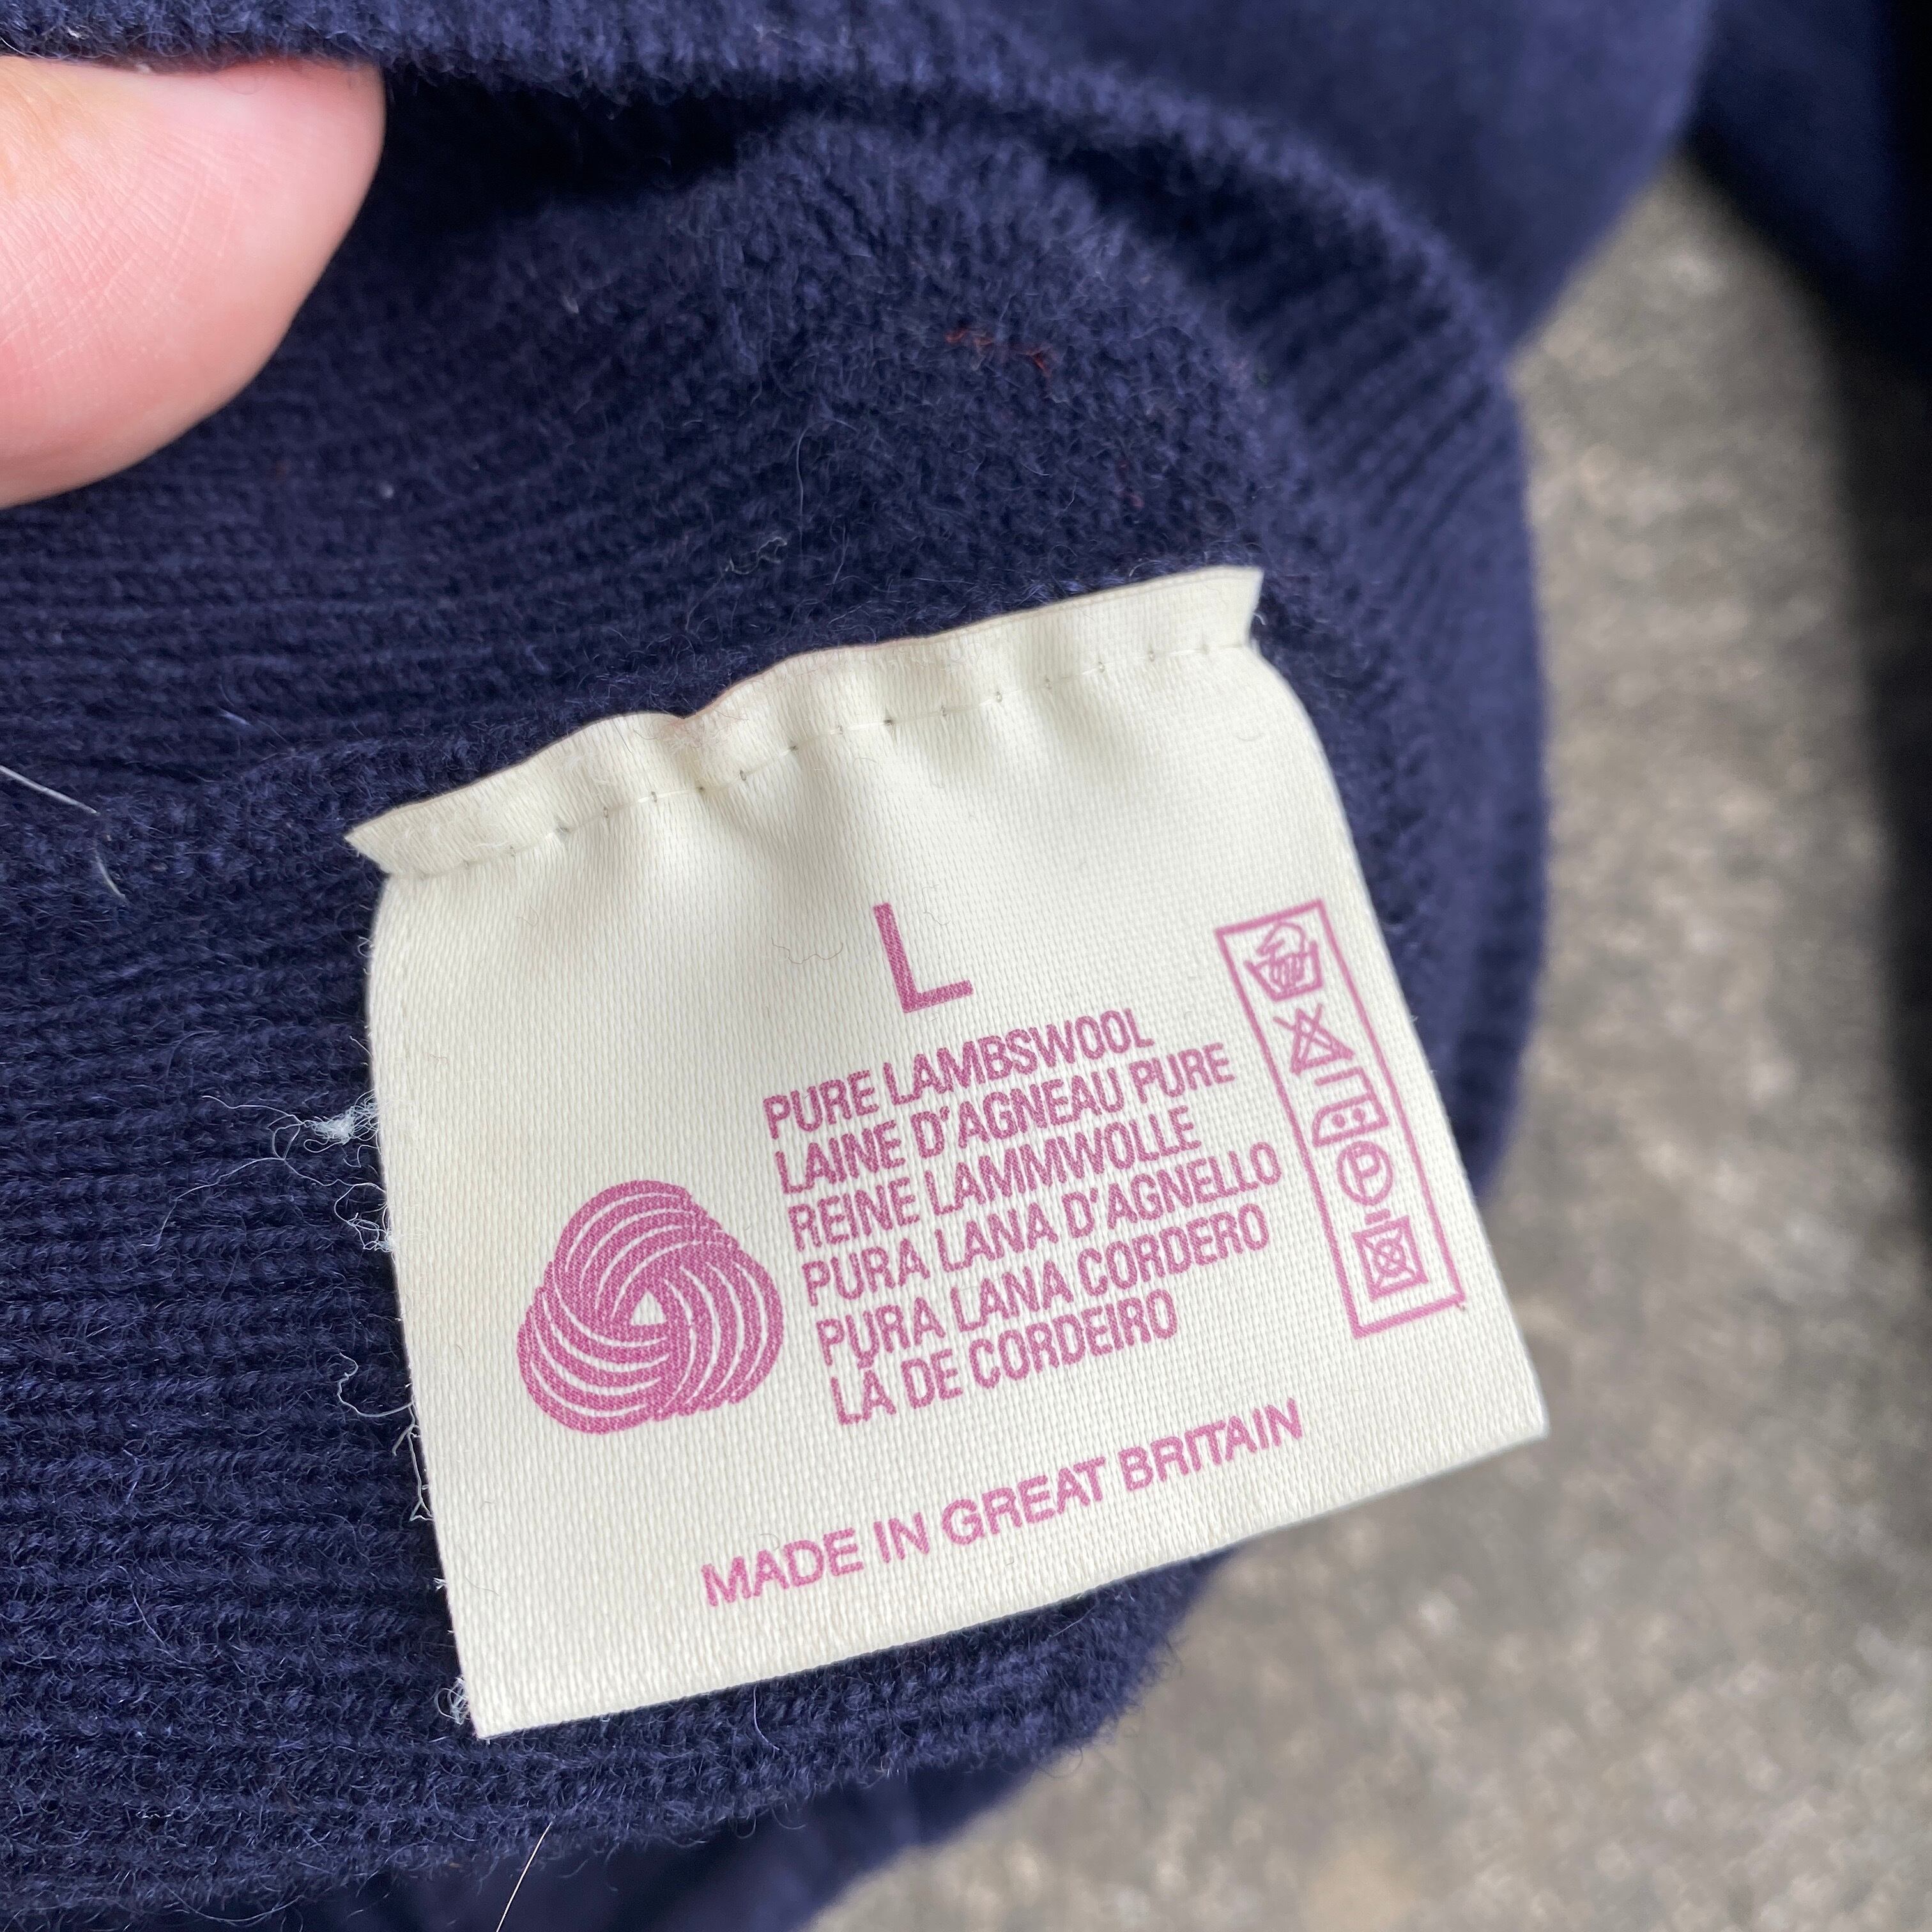 L
PURE LAMBSWOOL
LAINE D'AGNEAU PURE
REINE LAMMWOLLE
PURA LANA D'AGNELLO
PURA LANA CORDERO
LÀ DE CORDEIRO
MADE IN GREAT BRITAIN
P